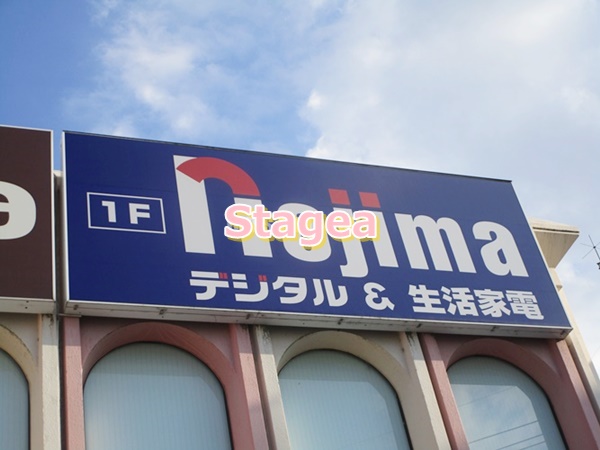 1F
nojima
Stagea
デジタル & 生活家電
e